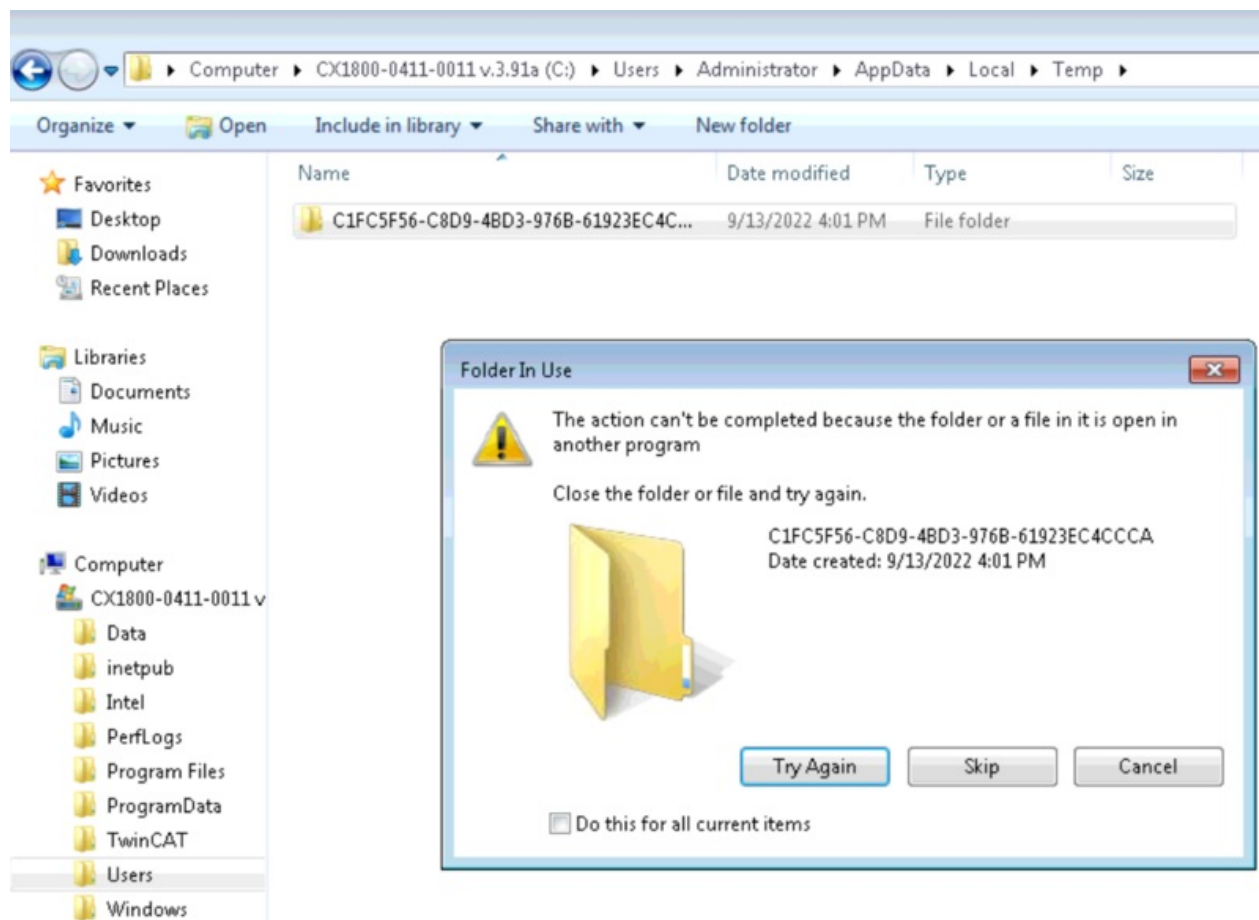 Computer CX1800-0411-0011 v.3.91a (C:) Users Administrator AppData Local Temp
Organize Open Include in library Share with New folder
Name Date modified Type Size
C1FC5F56-C8D9-4BD3-976B-61923EC4C... 9/13/2022 4:01 PM File folder
Favorites
Desktop
Downloads
Recent Places
Libraries
Documents
Music
Pictures
Videos
Computer
CX1800-0411-0011 v
Data
inetpub
Intel
PerfLogs
Program Files
ProgramData
TwinCAT
Users
Windows
Folder In Use
The action can't be completed because the folder or a file in it is open in
another program
Close the folder or file and try again.
C1FC5F56-C8D9-4BD3-976B-61923EC4CCCA
Date created: 9/13/2022 4:01 PM
Try Again Skip Cancel
Do this for all current items